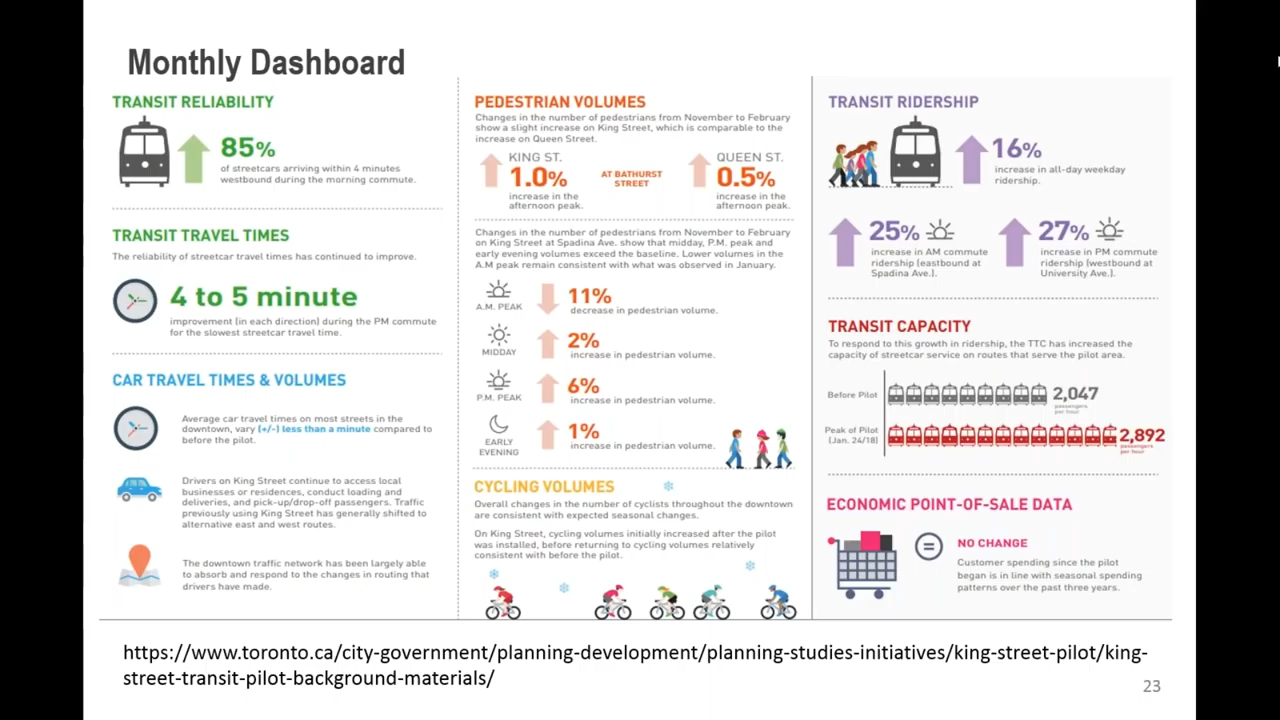 Monthly Dashboard
TRANSIT RELIABILITY
85%
of streetcars arriving within 4 minutes
westbound during the morning commute.
TRANSIT TRAVEL TIMES
The reliability of streetcar travel times has continued to improve.
4 to 5 minute
improvement (in each direction) during the PM commute
for the slowest streetcar travel time.
CAR TRAVEL TIMES & VOLUMES
Average car travel times on most streets in the
downtown, vary (+/-) less than a minute compared to
before the pilot.
Drivers on King Street continue to access local
businesses or residences, conduct loading and
deliveries, and pick-up/drop-off passengers. Traffic
previously using King Street has generally shifted to
alternative east and west routes.
The downtown traffic network has been largely able
to absorb and respond to the changes in routing that
drivers have made.
PEDESTRIAN VOLUMES
Changes in the number of pedestrians from November to February
show a slight increase on King Street, which is comparable to the
increase on Queen Street.
KING ST.
1.0%
increase in the
afternoon peak.
AT BATHURST
STREET
QUEEN ST.
0.5%
increase in the
afternoon peak.
Changes in the number of pedestrians from November to February
on King Street at Spadina Ave. show that midday, P.M. peak and
early evening volumes exceed the baseline. Lower volumes in the
A.M peak remain consistent with what was observed in January.
A.M. PEAK
11%
decrease in pedestrian volume.
MIDDAY
2%
increase in pedestrian volume.
P.M. PEAK
6%
increase in pedestrian volume.
EARLY
EVENING
1%
increase in pedestrian volume.
CYCLING VOLUMES
Overall changes in the number of cyclists throughout the downtown
are consistent with expected seasonal changes.
On King Street, cycling volumes initially increased after the pilot
was installed, before returning to cycling volumes relatively
consistent with before the pilot.
TRANSIT RIDERSHIP
16%
increase in all-day weekday
ridership.
25%
increase in AM commute
ridership (eastbound at
Spadina Ave.).
27%
increase in PM commute
ridership (westbound at
University Ave.).
TRANSIT CAPACITY
To respond to this growth in ridership, the TTC has increased the
capacity of streetcar service on routes that serve the pilot area.
Before Pilot
2,047
passengers
per hour
Peak of Pilot
(Jan. 24/18)
2,892
passengers
per hour
ECONOMIC POINT-OF-SALE DATA
NO CHANGE
Customer spending since the pilot
began is in line with seasonal spending
patterns over the past three years.
https://www.toronto.ca/city-government/planning-development/planning-studies-initiatives/king-street-pilot/king-
street-transit-pilot-background-materials/
23